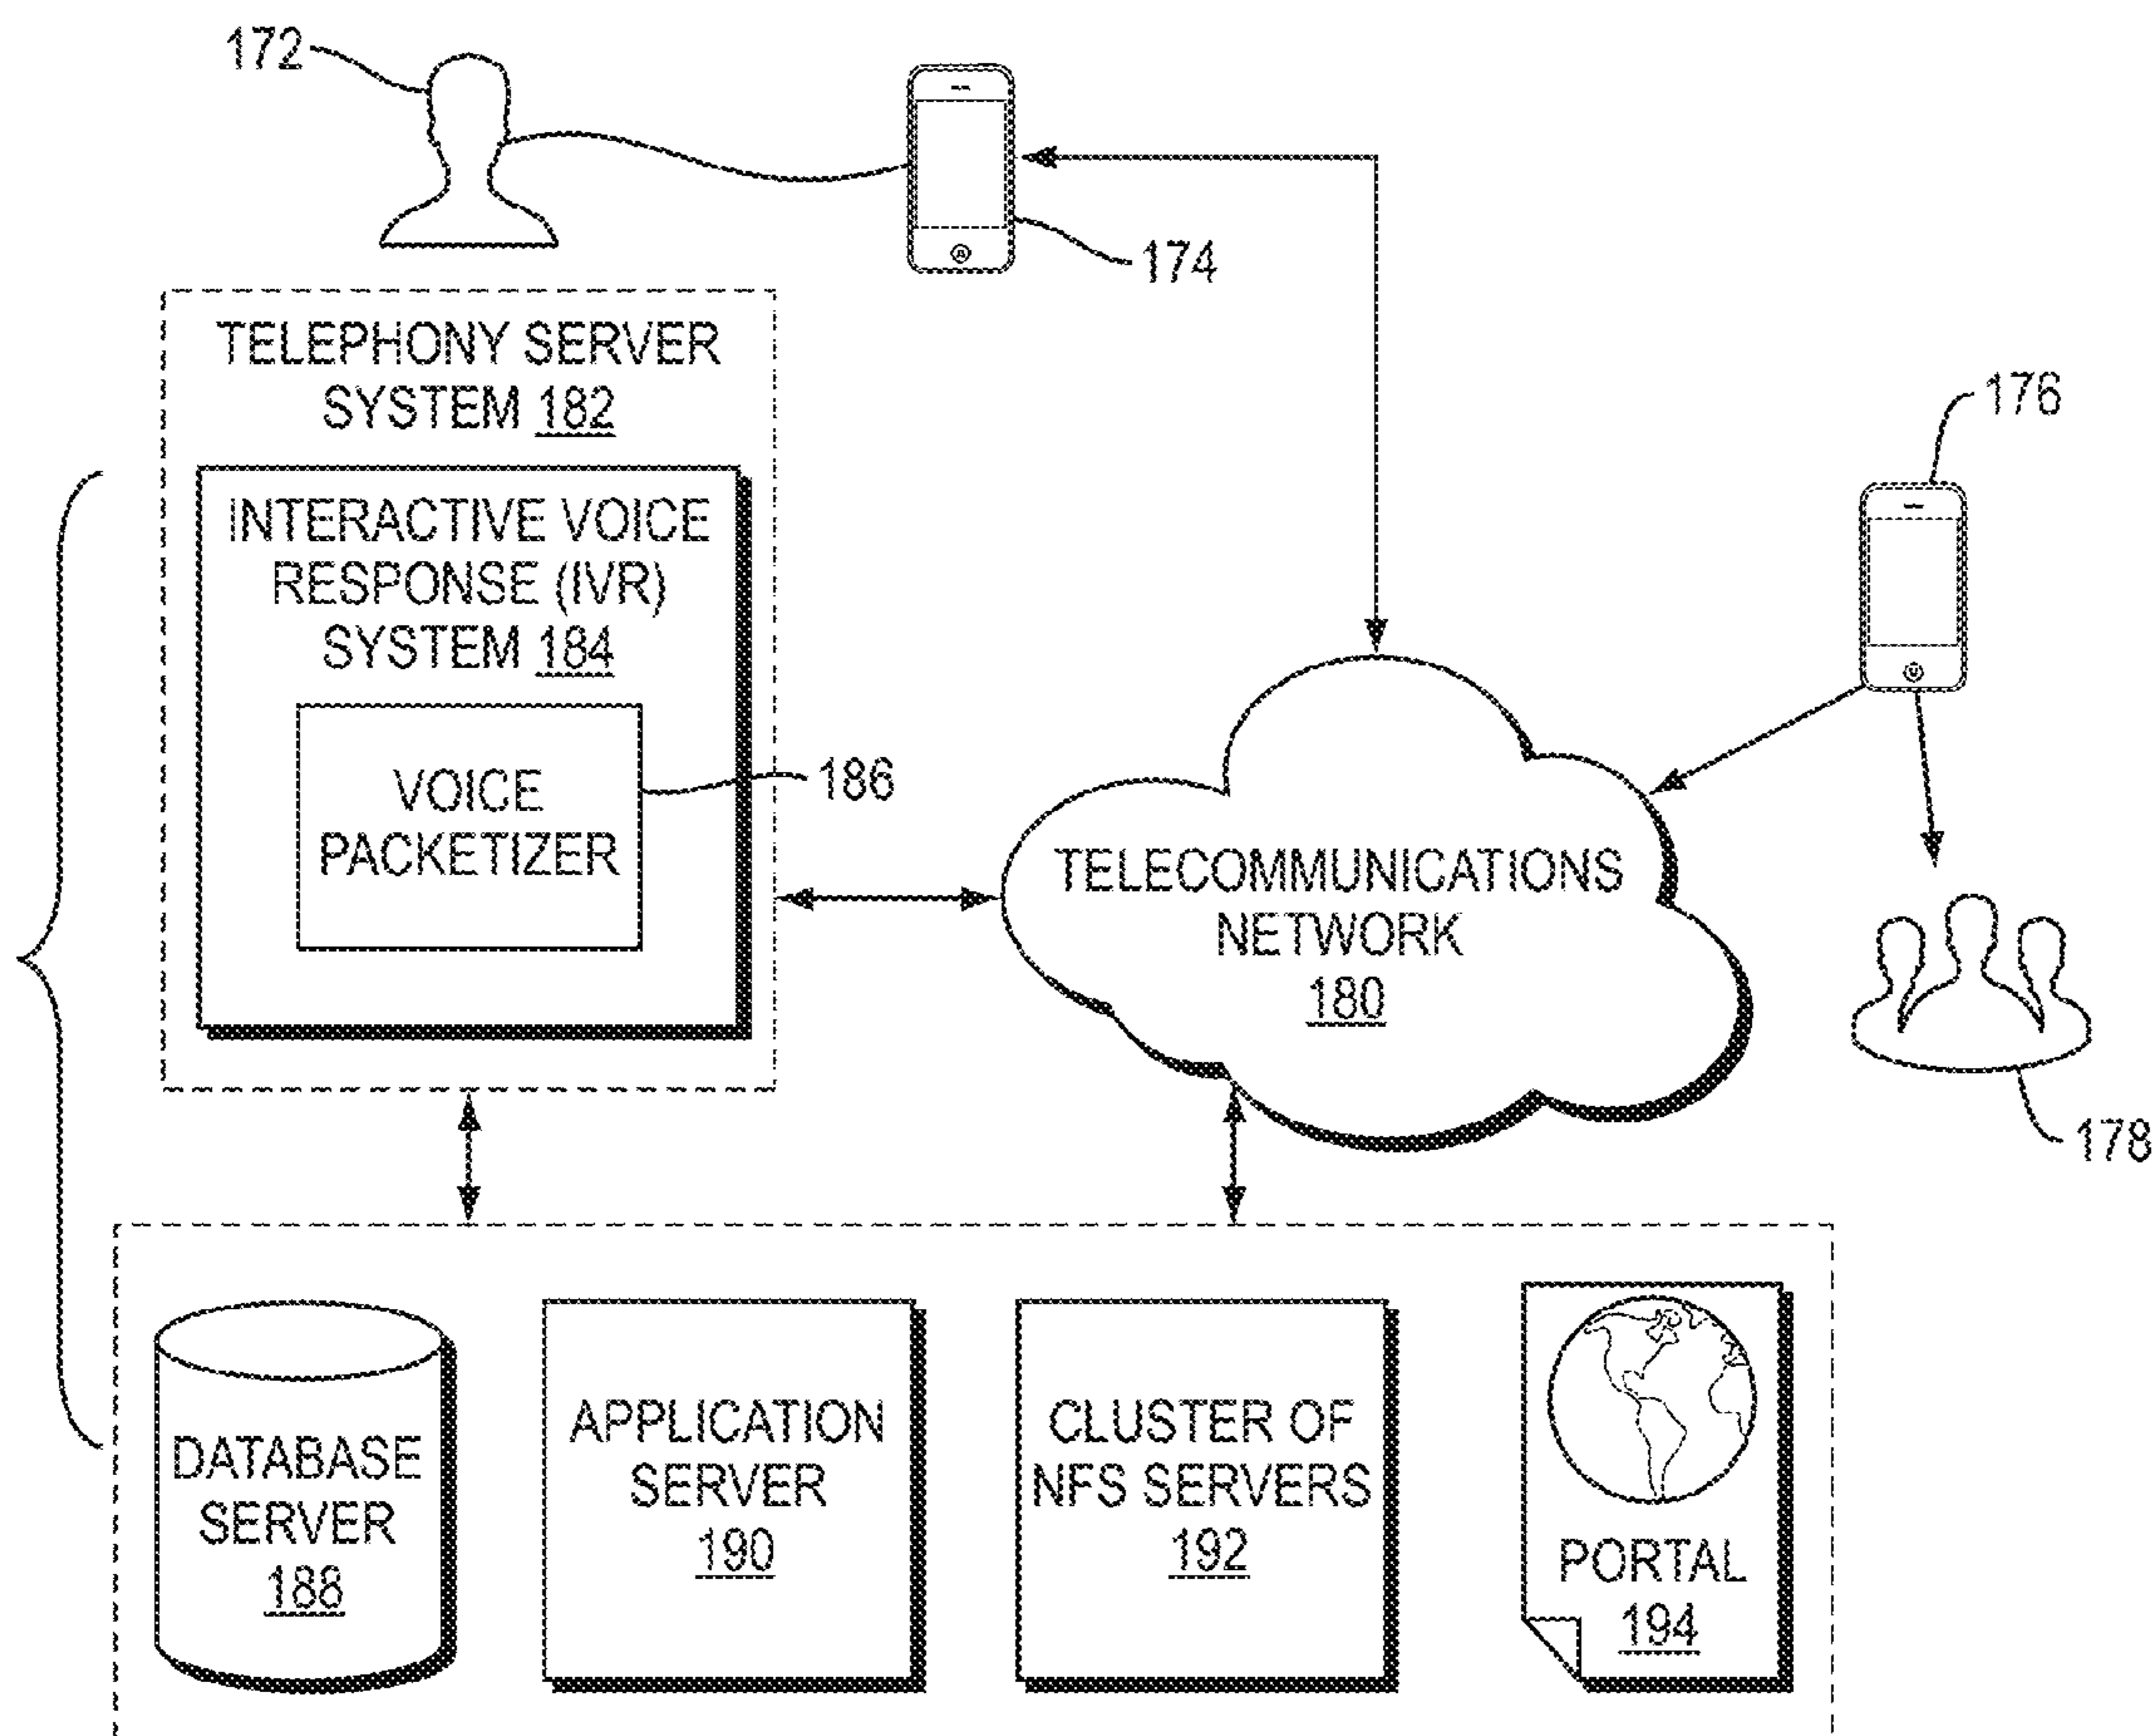 172
174
TELEPHONY SERVER
SYSTEM 182
176
INTERACTIVE VOICE
RESPONSE (IVR)
SYSTEM 184
VOICE
PACKETIZER
186
TELECOMMUNICATIONS
NETWORK
180
178
DATABASE
SERVER
188
APPLICATION
SERVER
190
CLUSTER OF
NFS SERVERS
192
PORTAL
194